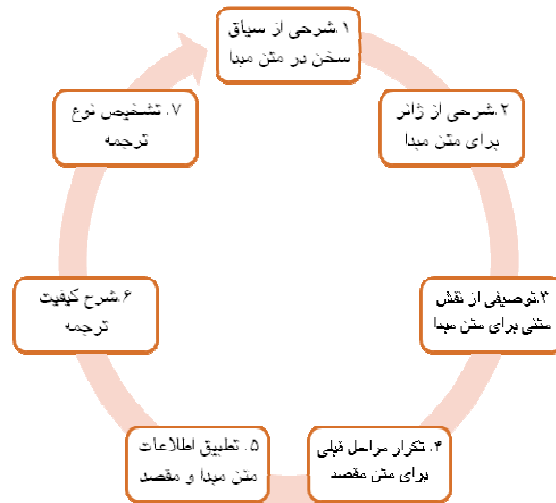 ۱.شرحی از سیاق
سخن در متن مبدا
۲.شرحی از ژانر
برای متن مبدا
۳.توصیفی از نقش
متنی برای متن مبدا
۴. تکرار مراحل قبلی
برای متن مقصد
۵. تطبیق اطلاعات
متن مبدا و مقصد
۶.شرح کیفیت
ترجمه
۷. تشخیص نوع
ترجمه